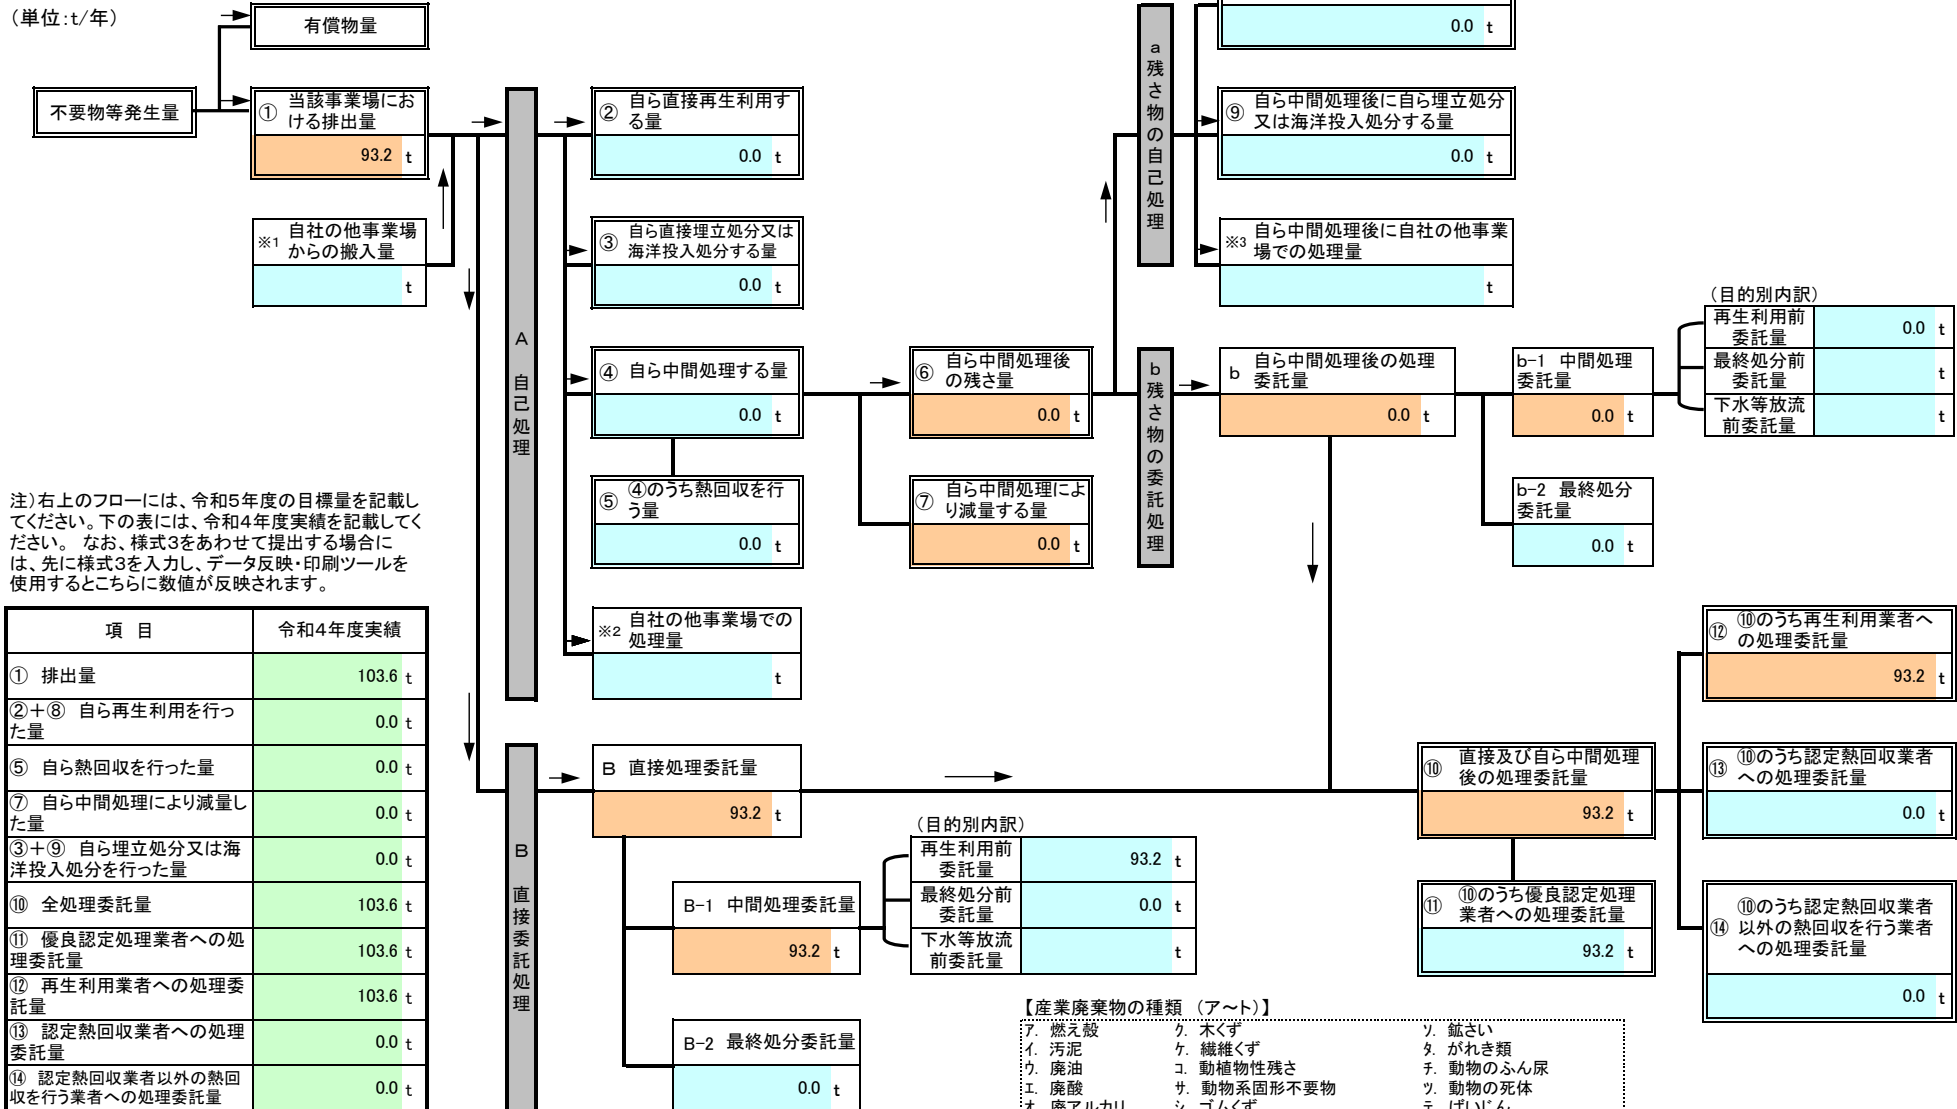 （単位：t/年）
有償物量
不要物等発生量
① 当該事業場にお
ける排出量
93.2 t
※1 自社の他事業場
からの搬入量
t
A 自己処理
② 自ら直接再生利用す
る量
0.0 t
③ 自ら直接埋立処分又は
海洋投入処分する量
0.0 t
④ 自ら中間処理する量
0.0 t
⑤ ④のうち熱回収を行
う量
0.0 t
※2 自社の他事業場での
処理量
t
⑥ 自ら中間処理後
の残さ量
0.0 t
⑦ 自ら中間処理によ
り減量する量
0.0 t
a 残さ物の自己処理
0.0 t
⑨ 自ら中間処理後に自ら埋立処分
又は海洋投入処分する量
0.0 t
※3 自ら中間処理後に自社の他事業
場での処理量
t
b 残さ物の委託処理
b 自ら中間処理後の処理
委託量
0.0 t
b-1 中間処理
委託量
0.0 t
b-2 最終処分
委託量
0.0 t
（目的別内訳）
再生利用前
委託量
0.0 t
最終処分前
委託量
t
下水等放流
前委託量
t
注）右上のフローには、令和５年度の目標量を記載し
てください。下の表には、令和４年度実績を記載してく
ださい。 なお、様式３をあわせて提出する場合に
は、先に様式３を入力し、データ反映・印刷ツールを
使用するとこちらに数値が反映されます。
項 目 令和４年度実績
① 排出量 103.6 t
②＋⑧ 自ら再生利用を行っ
た量 0.0 t
⑤ 自ら熱回収を行った量 0.0 t
⑦ 自ら中間処理により減量し
た量 0.0 t
③＋⑨ 自ら埋立処分又は海
洋投入処分を行った量 0.0 t
⑩ 全処理委託量 103.6 t
⑪ 優良認定処理業者への処
理委託量 103.6 t
⑫ 再生利用業者への処理委
託量 103.6 t
⑬ 認定熱回収業者への処理
委託量 0.0 t
⑭ 認定熱回収業者以外の熱回
収を行う業者への処理委託量 0.0 t
B 直接委託処理
B 直接処理委託量
93.2 t
B-1 中間処理委託量
93.2 t
B-2 最終処分委託量
0.0 t
（目的別内訳）
再生利用前
委託量
93.2 t
最終処分前
委託量
0.0 t
下水等放流
前委託量
t
⑩ 直接及び自ら中間処理
後の処理委託量
93.2 t
⑪ ⑩のうち優良認定処理
業者への処理委託量
93.2 t
⑫ ⑩のうち再生利用業者へ
の処理委託量
93.2 t
⑬ ⑩のうち認定熱回収業者
への処理委託量
0.0 t
⑭ ⑩のうち認定熱回収業者
以外の熱回収を行う業者
への処理委託量
0.0 t
【産業廃棄物の種類 （ア～ト）】
ア. 燃え殻 ク. 木くず ソ. 鉱さい
イ. 汚泥 ケ. 繊維くず タ. がれき類
ウ. 廃油 コ. 動植物性残さ チ. 動物のふん尿
エ. 廃酸 サ. 動物系固形不要物 ツ. 動物の死体
オ. 廃アルカリ シ. ゴムくず テ. ばいじん